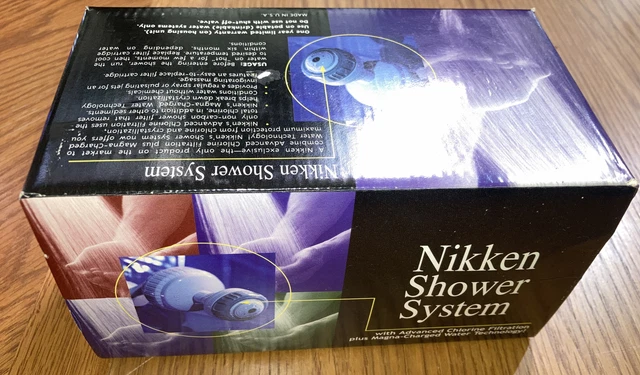 Nikken Shower System
A Nikken exclusive—the only product on the market to
combine Advanced Chlorine Filtration plus Magna-Charged
Water Technology! Nikken's Shower System now offers you
maximum protection from chlorine and crystallization.
• Nikken's Advanced Chlorine Filtration uses the
only non-carbon shower filter that removes
total chlorine, in addition to other sediments.
• Nikken's Magna-Charged Water Technology
helps break down crystallization.
• Conditions water without chemicals.
• Provides regular spray or pulsating jet for an
invigorating massage.
• Features an easy-to-replace filter cartridge.
USAGE: Before entering the shower, run the
water on "hot" for a few moments, then cool
to desired temperature. Replace filter cartridge
within six months, depending on water
conditions.
One year limited warranty (on housing unit).
Use on potable (drinkable) water systems only.
Do not use with shut-off valve.
MADE IN U.S.A.
Nikken
Shower
System
with Advanced Chlorine Filtration
plus Magna-Charged Water Technology!